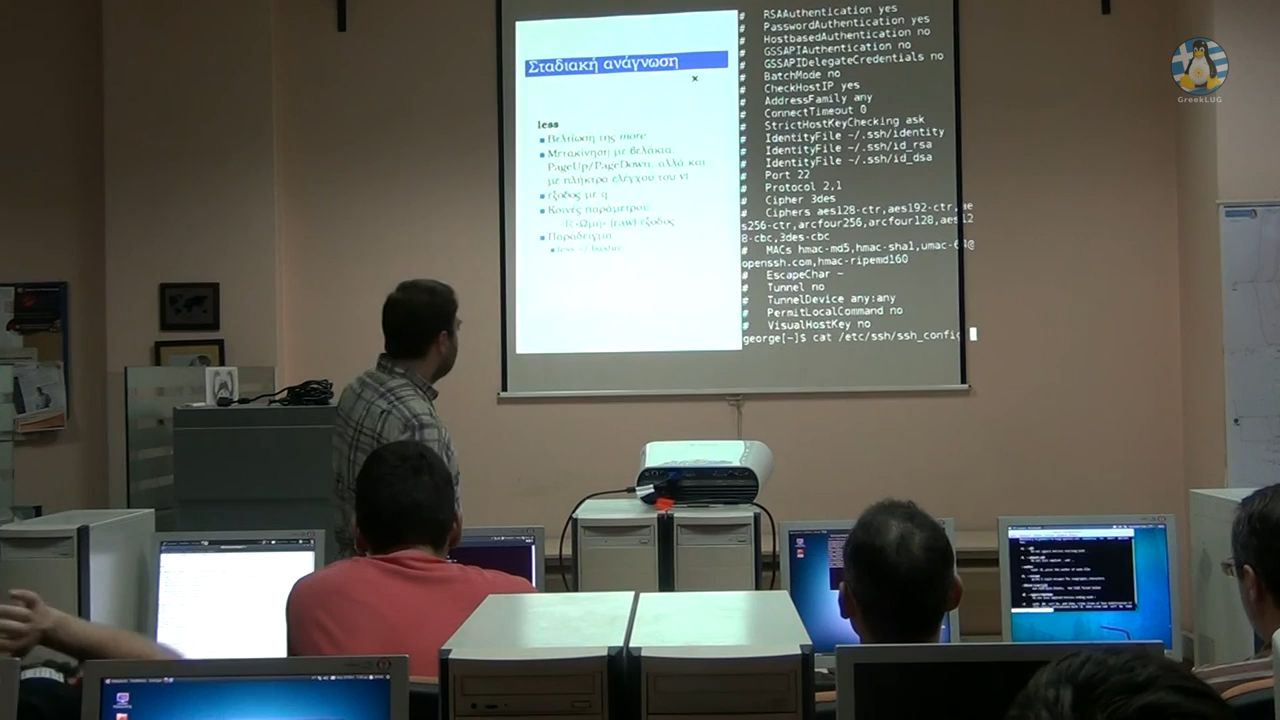 Σταδιακή ανάγνωση
less
Βελτίωση της more
Μετακίνηση με βελάκια,
PageUp/PageDown, αλλά και
με πλήκτρα ελέγχου του vi
έξοδος με q
Κοινές παράμετροι:
έξοδος
Παράδειγμα:
# RSAAuthentication yes
# PasswordAuthentication yes
# HostbasedAuthentication no
# GSSAPIAuthentication no
# GSSAPIDelegateCredentials no
# BatchMode no
# CheckHostIP yes
# AddressFamily any
# ConnectTimeout 0
# StrictHostKeyChecking ask
# IdentityFile ~/.ssh/identity
# IdentityFile ~/.ssh/id_rsa
# IdentityFile ~/.ssh/id_dsa
# Port 22
# Protocol 2,1
# Cipher 3des
# Ciphers aes128-ctr,aes192-ctr,ae
s256-ctr,arcfour256,arcfour128,aes12
8-cbc,3des-cbc
# MACs hmac-md5,hmac-sha1,umac-64@
openssh.com,hmac-ripemd160
# EscapeChar ~
# Tunnel no
# TunnelDevice any:any
# PermitLocalCommand no
# VisualHostKey no
george[~]$ cat /etc/ssh/ssh_config
GreekLUG